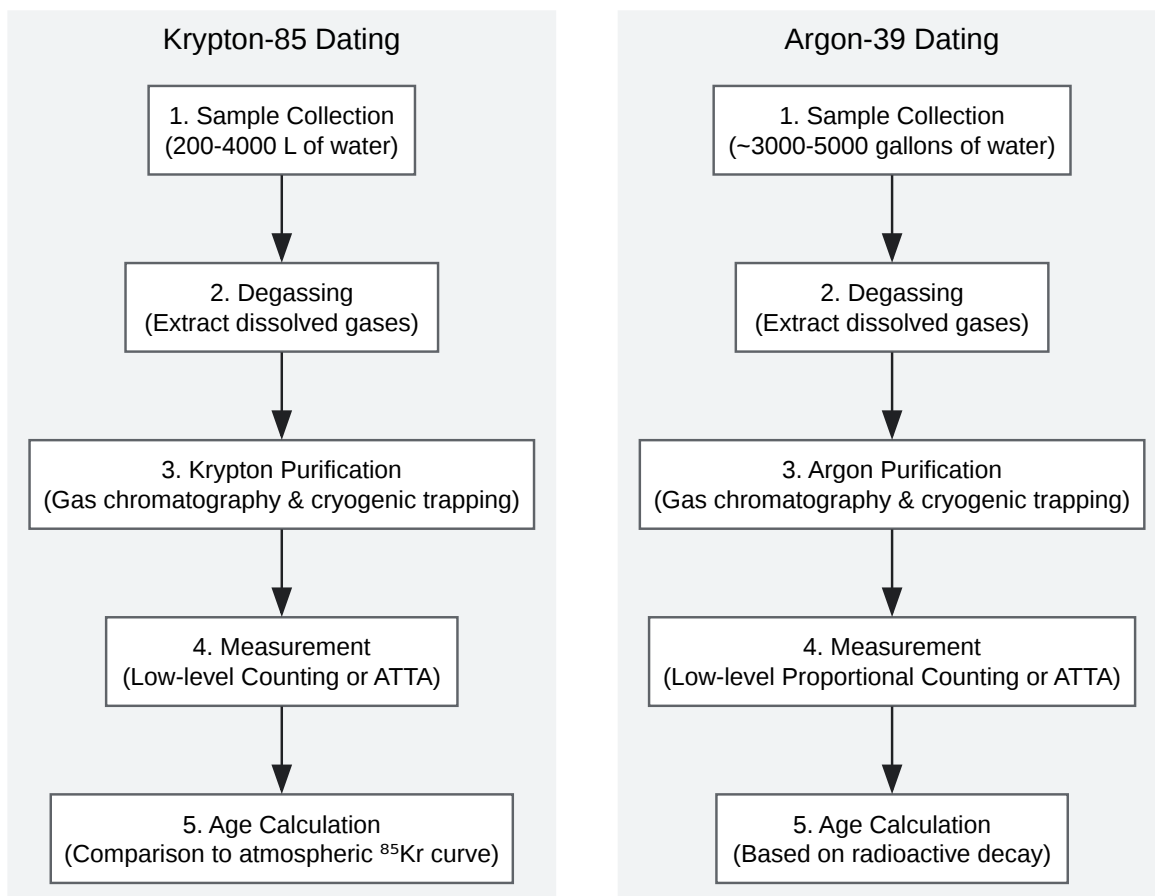 Krypton-85 Dating
1. Sample Collection
(200-4000 L of water)
2. Degassing
(Extract dissolved gases)
3. Krypton Purification
(Gas chromatography & cryogenic trapping)
4. Measurement
(Low-level Counting or ATTA)
5. Age Calculation
(Comparison to atmospheric ⁸⁵Kr curve)
Argon-39 Dating
1. Sample Collection
(~3000-5000 gallons of water)
2. Degassing
(Extract dissolved gases)
3. Argon Purification
(Gas chromatography & cryogenic trapping)
4. Measurement
(Low-level Proportional Counting or ATTA)
5. Age Calculation
(Based on radioactive decay)